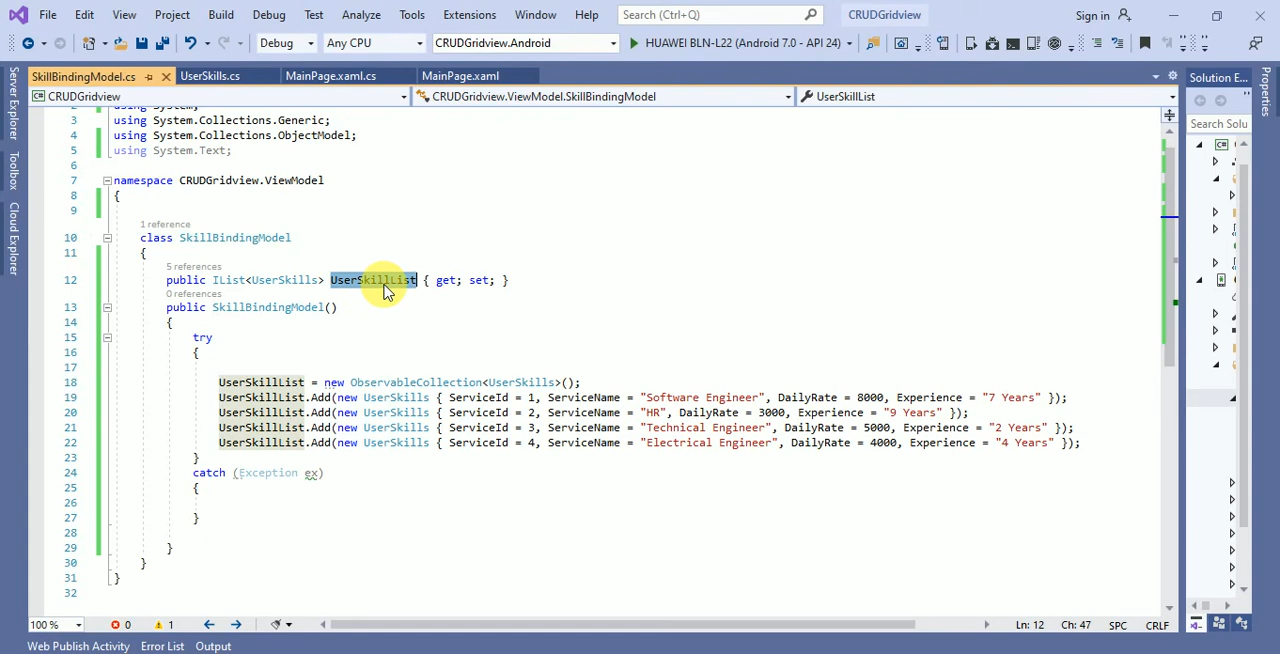 File Edit View Project Build Debug Test Analyze Tools Extensions Window Help Search (Ctrl+Q) CRUDGridview Sign in
Debug Any CPU CRUDGridview.Android HUAWEI BLN-L22 (Android 7.0 - API 24)
SkillBindingModel.cs UserSkills.cs MainPage.xaml.cs MainPage.xaml Solution E...
CRUDGridview CRUDGridview.ViewModel.SkillBindingModel UserSkillList
Server Explorer
Toolbox
Cloud Explorer
Properties
Search Solu
2 using System;
3 using System.Collections.Generic;
4 using System.Collections.ObjectModel;
5 using System.Text;
6
7 namespace CRUDGridview.ViewModel
8 {
9
1 reference
10 class SkillBindingModel
11 {
5 references
12 public IList<UserSkills> UserSkillList { get; set; }
0 references
13 public SkillBindingModel()
14 {
15 try
16 {
17
18 UserSkillList = new ObservableCollection<UserSkills>();
19 UserSkillList.Add(new UserSkills { ServiceId = 1, ServiceName = "Software Engineer", DailyRate = 8000, Experience = "7 Years" });
20 UserSkillList.Add(new UserSkills { ServiceId = 2, ServiceName = "HR", DailyRate = 3000, Experience = "9 Years" });
21 UserSkillList.Add(new UserSkills { ServiceId = 3, ServiceName = "Technical Engineer", DailyRate = 5000, Experience = "2 Years" });
22 UserSkillList.Add(new UserSkills { ServiceId = 4, ServiceName = "Electrical Engineer", DailyRate = 4000, Experience = "4 Years" });
23 }
24 catch (Exception ex)
25 {
26
27 }
28
29 }
30 }
31 }
32
100 % 0 1 Ln: 12 Ch: 47 SPC CRLF
Web Publish Activity Error List Output